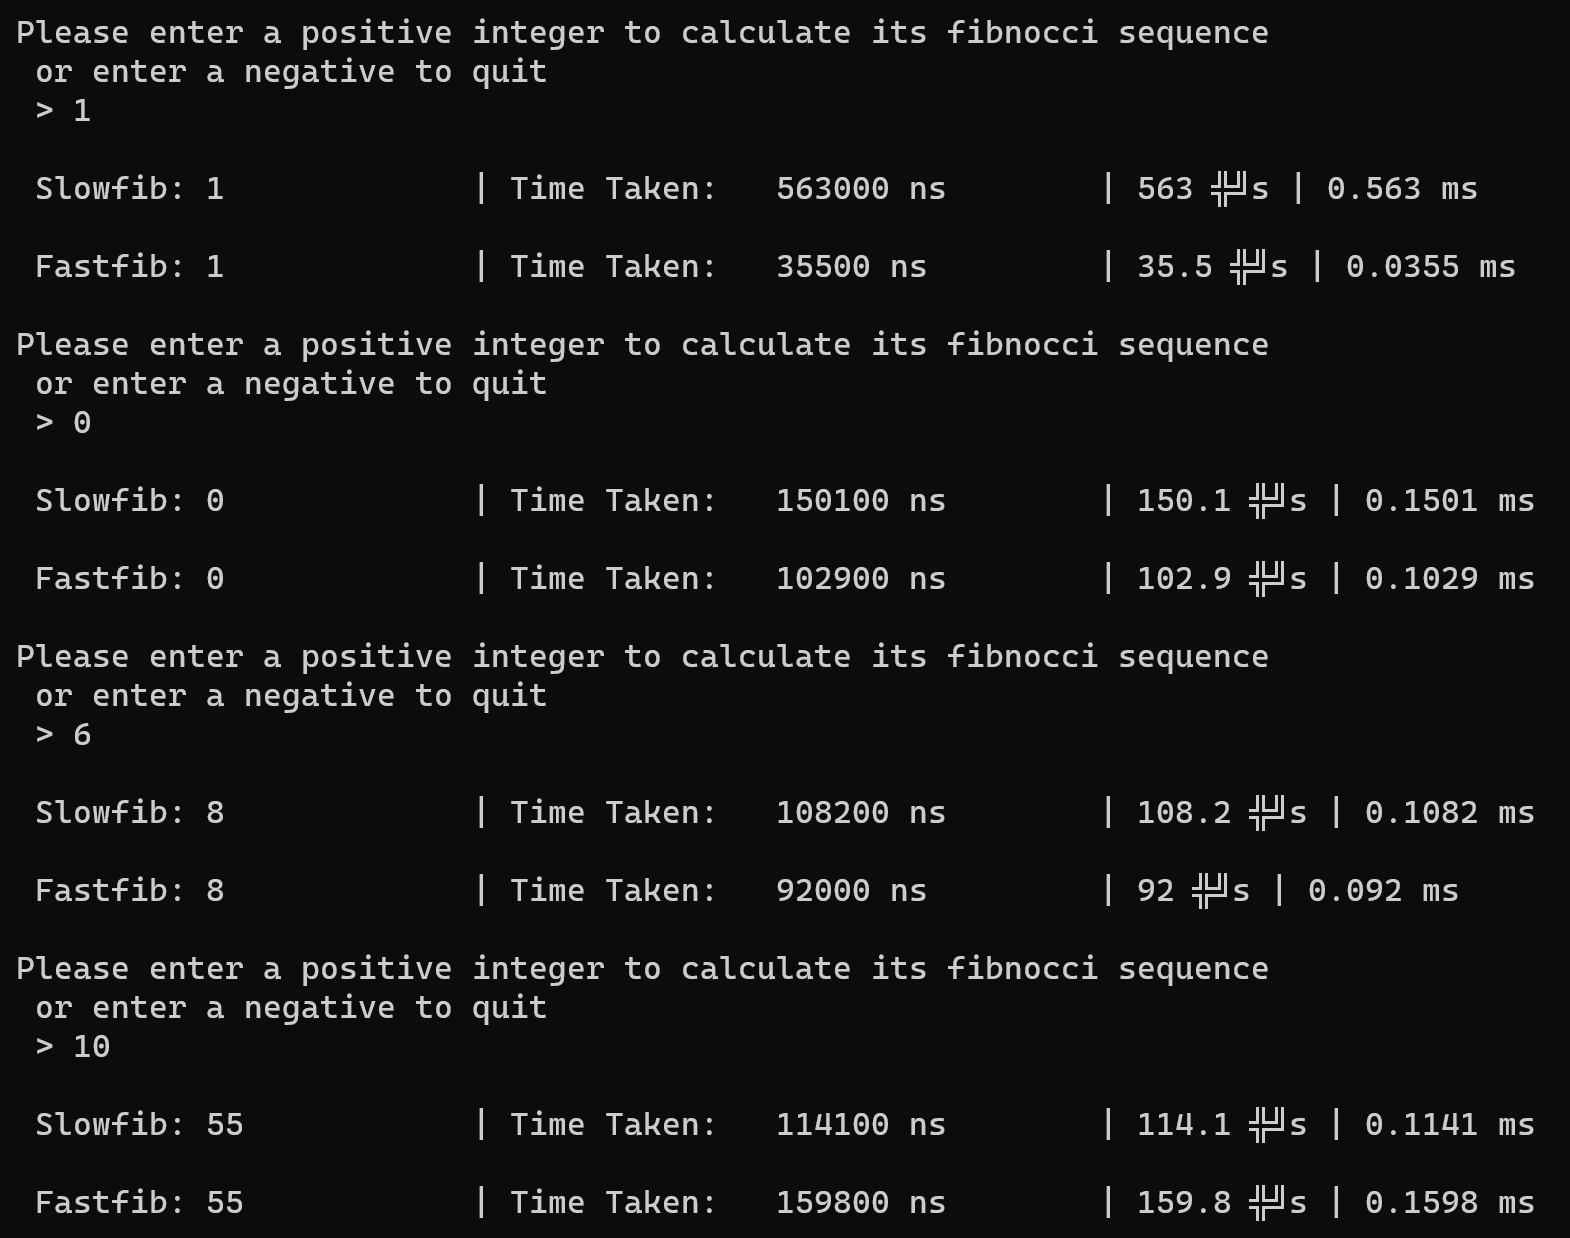 Please enter a positive integer to calculate its fibnocci sequence
or enter a negative to quit
> 1
Slowfib: 1 | Time Taken: 563000 ns | 563 ╬╝s | 0.563 ms
Fastfib: 1 | Time Taken: 35500 ns | 35.5 ╬╝s | 0.0355 ms
Please enter a positive integer to calculate its fibnocci sequence
or enter a negative to quit
> 0
Slowfib: 0 | Time Taken: 150100 ns | 150.1 ╬╝s | 0.1501 ms
Fastfib: 0 | Time Taken: 102900 ns | 102.9 ╬╝s | 0.1029 ms
Please enter a positive integer to calculate its fibnocci sequence
or enter a negative to quit
> 6
Slowfib: 8 | Time Taken: 108200 ns | 108.2 ╬╝s | 0.1082 ms
Fastfib: 8 | Time Taken: 92000 ns | 92 ╬╝s | 0.092 ms
Please enter a positive integer to calculate its fibnocci sequence
or enter a negative to quit
> 10
Slowfib: 55 | Time Taken: 114100 ns | 114.1 ╬╝s | 0.1141 ms
Fastfib: 55 | Time Taken: 159800 ns | 159.8 ╬╝s | 0.1598 ms